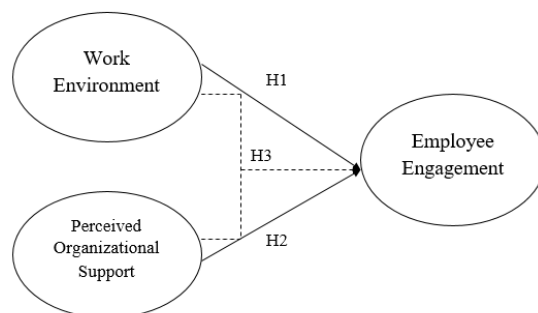 Work
Environment
H1
Employee
Engagement
H3
Perceived
Organizational
Support
H2